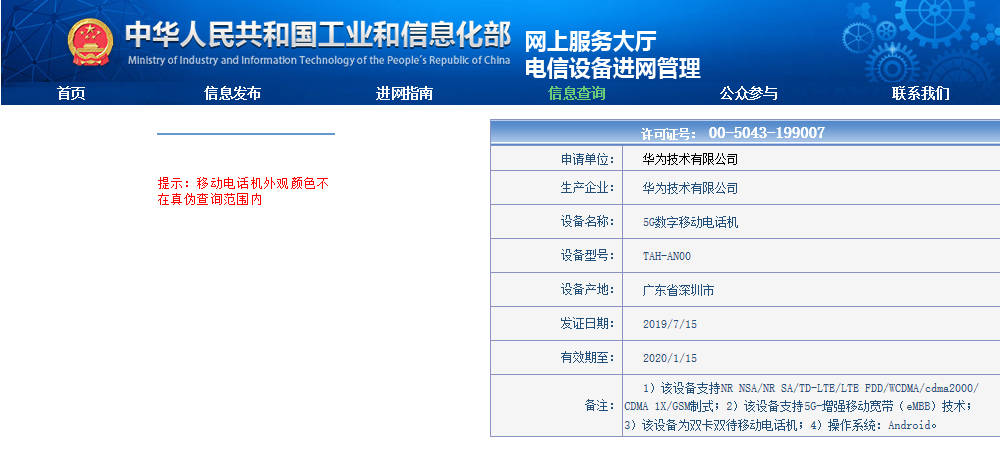 中华人民共和国工业和信息化部
Ministry of Industry and Information Technology of the People's Republic of China
网上服务大厅
电信设备进网管理
首页 信息发布 进网指南 信息查询 公众参与 联系我们
提示：移动电话机外观颜色不
在真伪查询范围内
许可证号： 00-5043-199007
申请单位： 华为技术有限公司
生产企业： 华为技术有限公司
设备名称： 5G数字移动电话机
设备型号： TAH-AN00
设备产地： 广东省深圳市
发证日期： 2019/7/15
有效期至： 2020/1/15
备注： 1）该设备支持NR NSA/NR SA/TD-LTE/LTE FDD/WCDMA/cdma2000/
CDMA 1X/GSM制式；2）该设备支持5G-增强移动宽带（eMBB）技术；
3）该设备为双卡双待移动电话机；4）操作系统：Android。